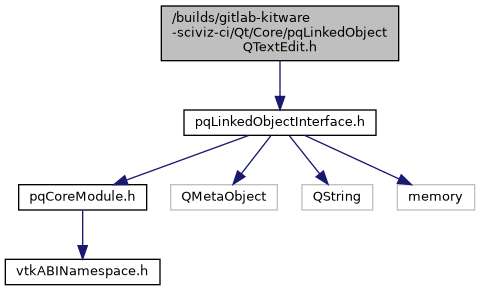 /builds/gitlab-kitware
-sciviz-ci/Qt/Core/pqLinkedObject
QTextEdit.h
pqLinkedObjectInterface.h
pqCoreModule.h
QMetaObject
QString
memory
vtkABINamespace.h